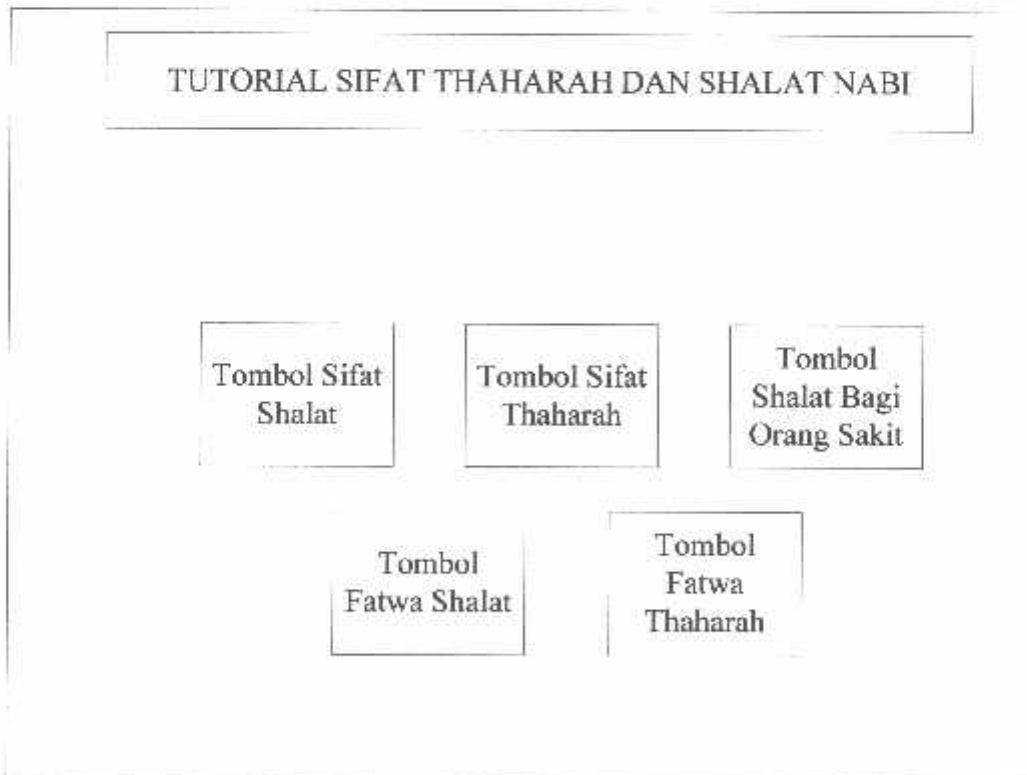 TUTORIAL SIFAT THAHARAH DAN SHALAT NABI
Tombol Sifat
Shalat
Tombol Sifat
Thaharah
Tombol
Shalat Bagi
Orang Sakit
Tombol
Fatwa Shalat
Tombol
Fatwa
Thaharah